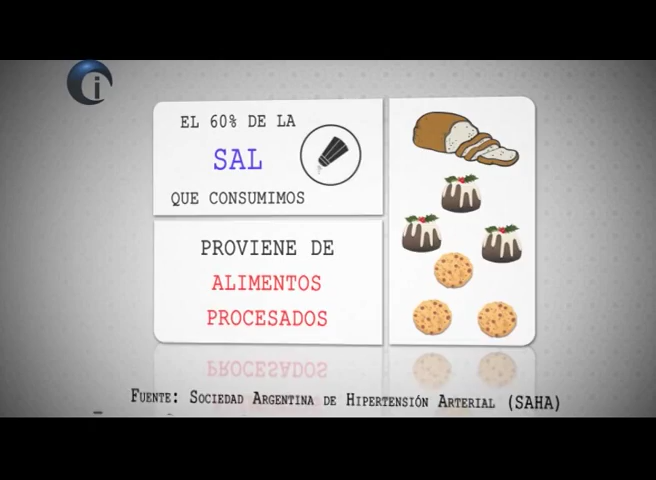 i
EL 60% DE LA
SAL
QUE CONSUMIMOS
PROVIENE DE
ALIMENTOS
PROCESADOS
FUENTE: SOCIEDAD ARGENTINA DE HIPERTENSIÓN ARTERIAL (SAHA)